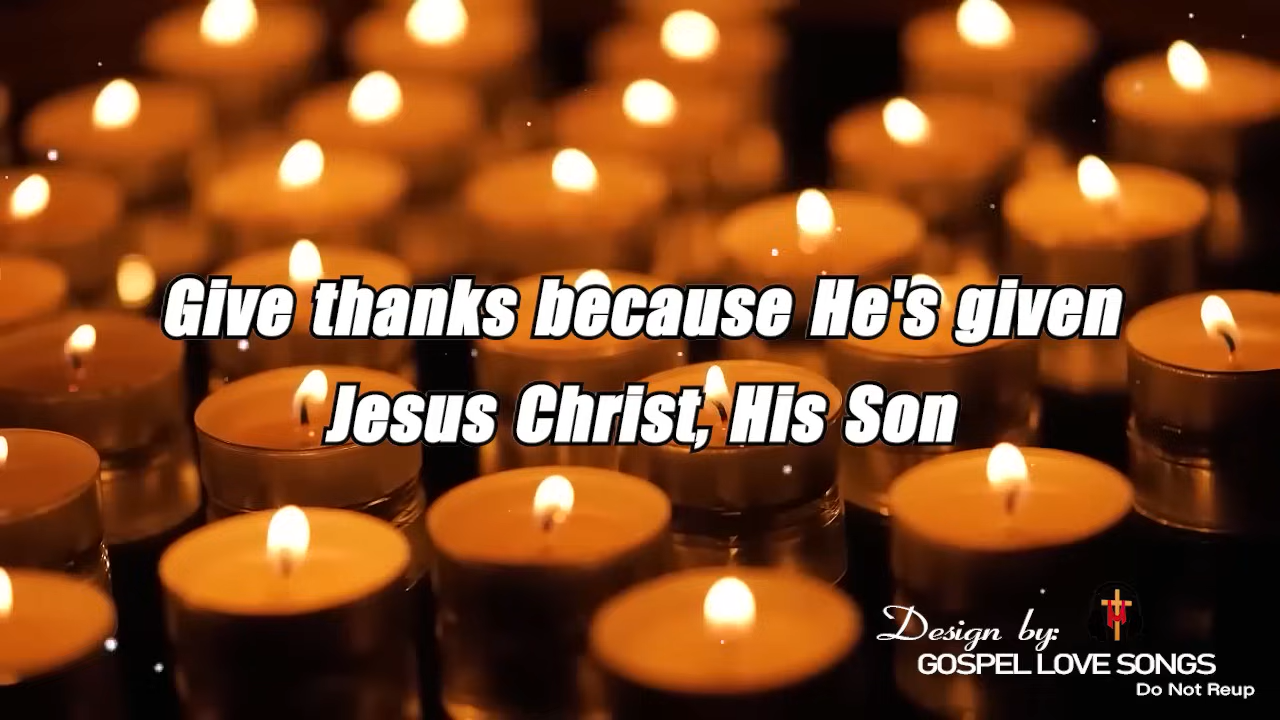 Give thanks because He's given
Jesus Christ, His Son
Design by:
GOSPEL LOVE SONGS
Do Not Reup